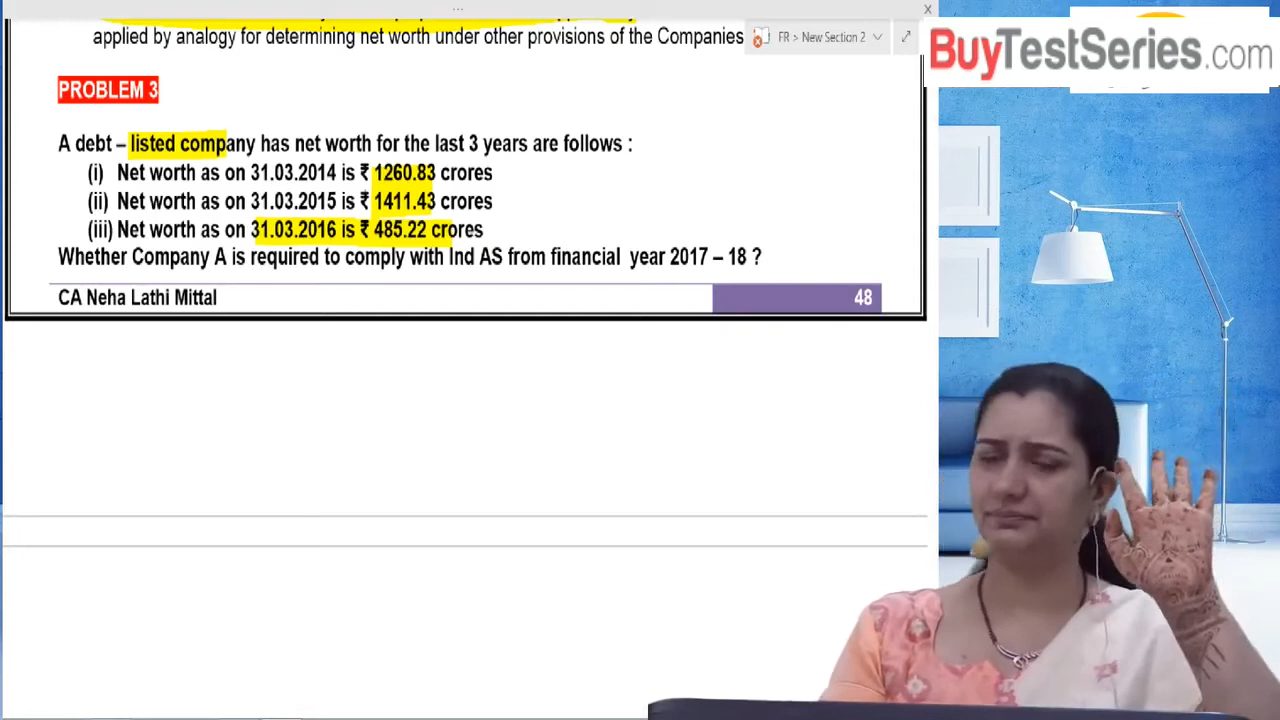 applied by analogy for determining net worth under other provisions of the Companies
FR > New Section 2
BuyTestSeries.com
PROBLEM 3
A debt – listed company has net worth for the last 3 years are follows :
(i) Net worth as on 31.03.2014 is ₹ 1260.83 crores
(ii) Net worth as on 31.03.2015 is ₹ 1411.43 crores
(iii) Net worth as on 31.03.2016 is ₹ 485.22 crores
Whether Company A is required to comply with Ind AS from financial year 2017 – 18 ?
CA Neha Lathi Mittal
48